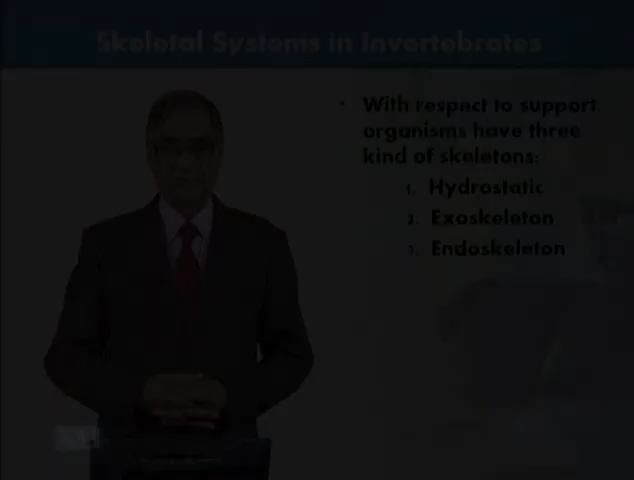 Skeletal Systems in Invertebrates
• With respect to support
organisms have three
kind of skeletons:
1. Hydrostatic
2. Exoskeleton
3. Endoskeleton